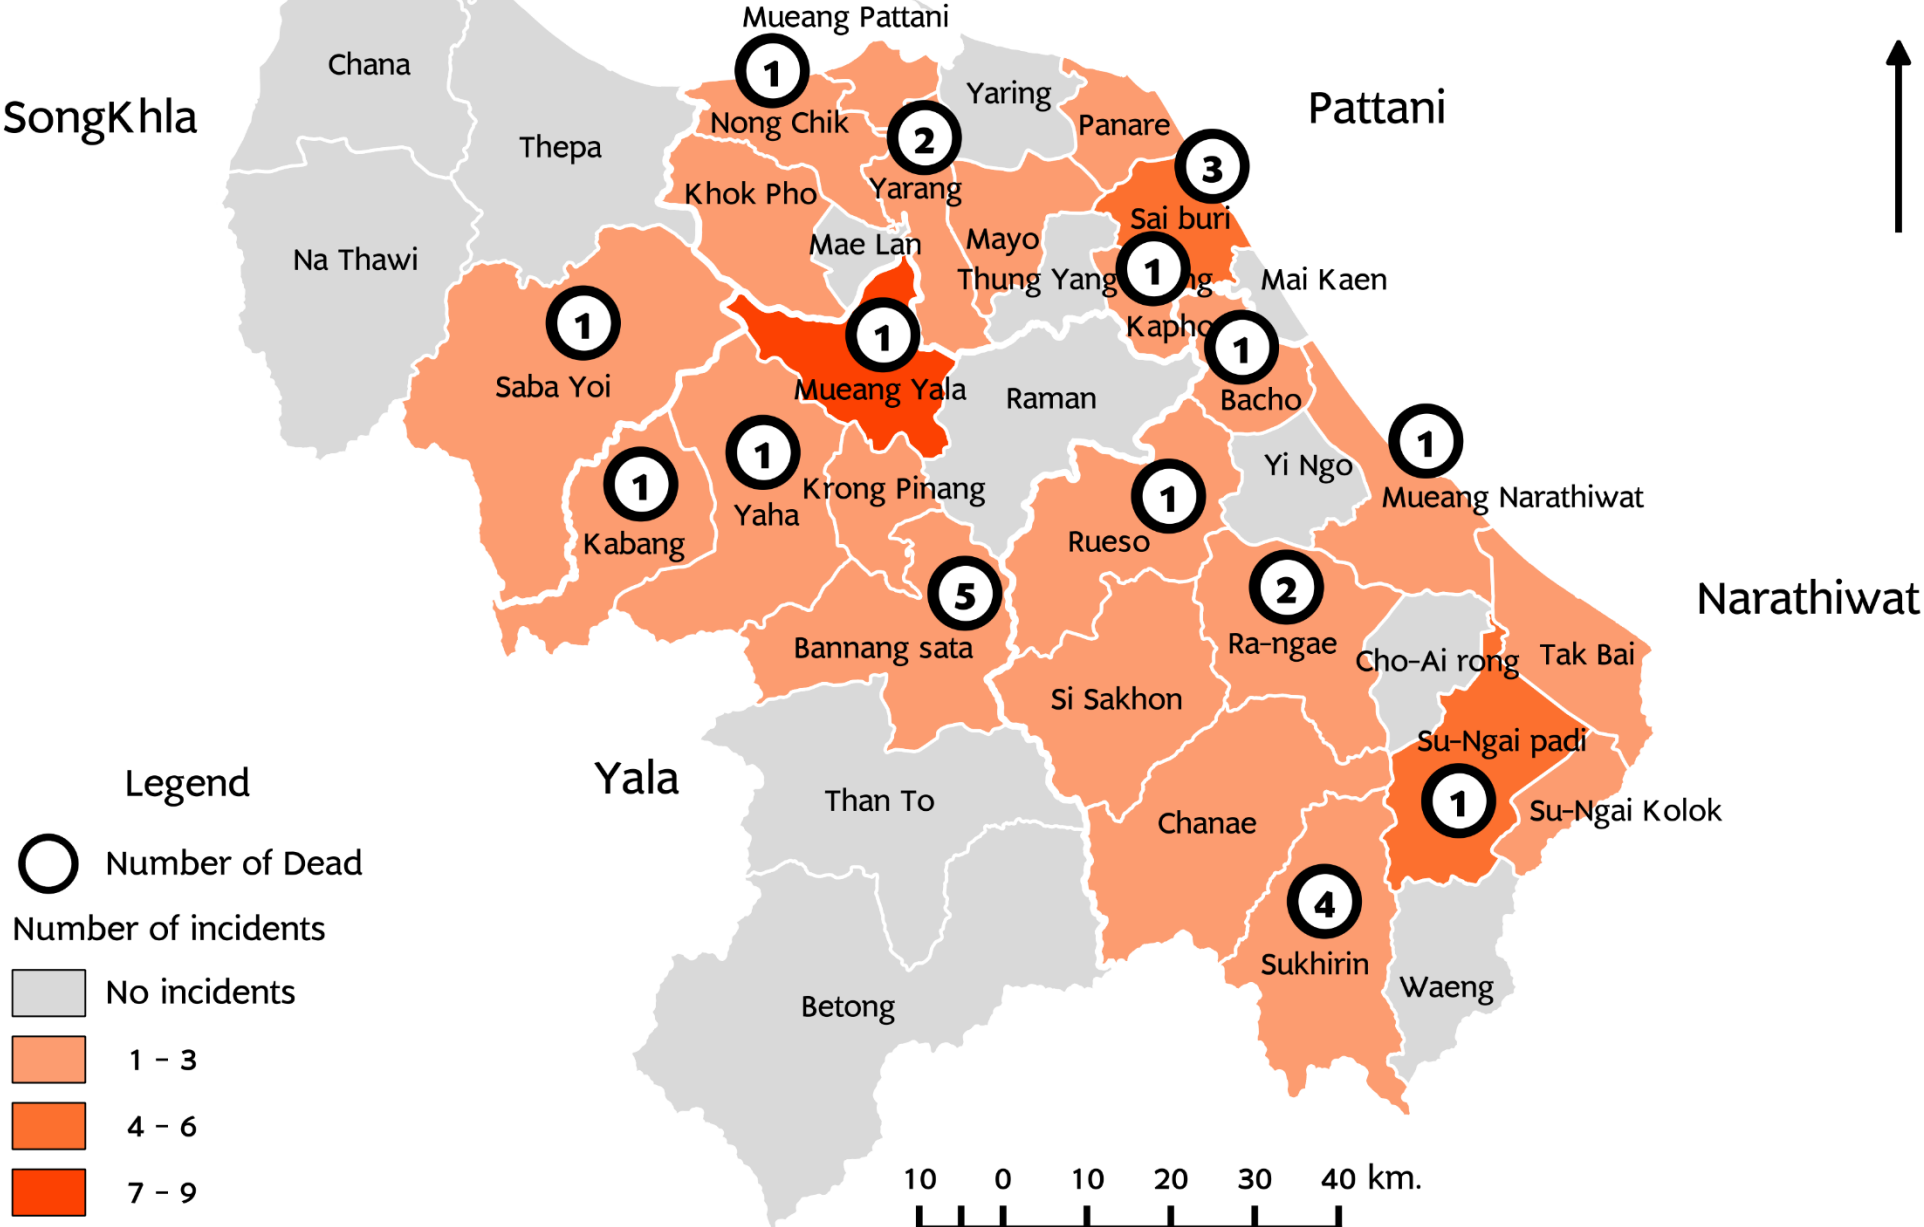 Mueang Pattani
Chana
1
Yaring
SongKhla
Pattani
Nong Chik
Panare
2
Thepa
3
Khok Pho
Yarang
Sai buri
Mae Lan
Mayo
Na Thawi
Thung Yang
1
ng
Mai Kaen
1
1
Kapho
1
Saba Yoi
Mueang Yala
Raman
Bacho
1
1
1
Krong Pinang
1
Yi Ngo
Mueang Narathiwat
Yaha
Kabang
Rueso
5
2
Narathiwat
Bannang sata
Ra-ngae
Cho-Ai rong
Tak Bai
Si Sakhon
Su-Ngai padi
Legend
Yala
Than To
1
Su-Ngai Kolok
Chanae
Number of Dead
4
Number of incidents
Sukhirin
No incidents
Betong
Waeng
1 - 3
4 - 6
7 - 9
10 0 10 20 30 40 km.